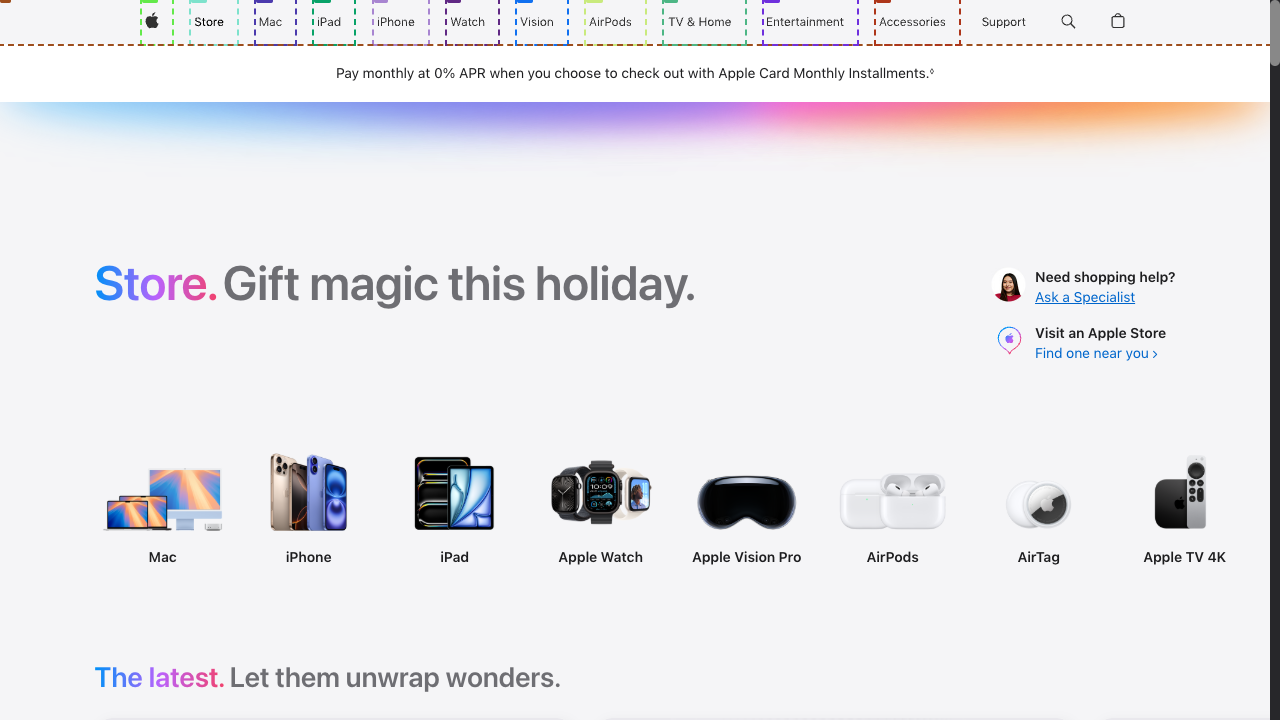 Store Mac iPad iPhone Watch Vision AirPods TV & Home Entertainment Accessories Support
Pay monthly at 0% APR when you choose to check out with Apple Card Monthly Installments.◊
Store. Gift magic this holiday.
Need shopping help?
Ask a Specialist
Visit an Apple Store
Find one near you ›
Mac iPhone iPad Apple Watch Apple Vision Pro AirPods AirTag Apple TV 4K
The latest. Let them unwrap wonders.